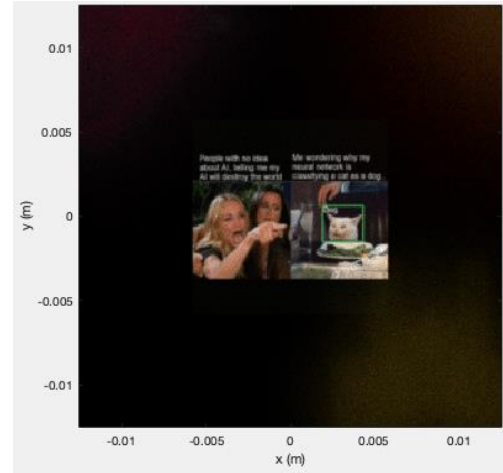 0.01
0.005
0
-0.005
-0.01
y (m)
People with no idea
about AI, telling me my
AI will destroy the world
Me wondering why my
neural network is
classifying a cat as a dog
Dog
-0.01
-0.005
0
0.005
0.01
x (m)